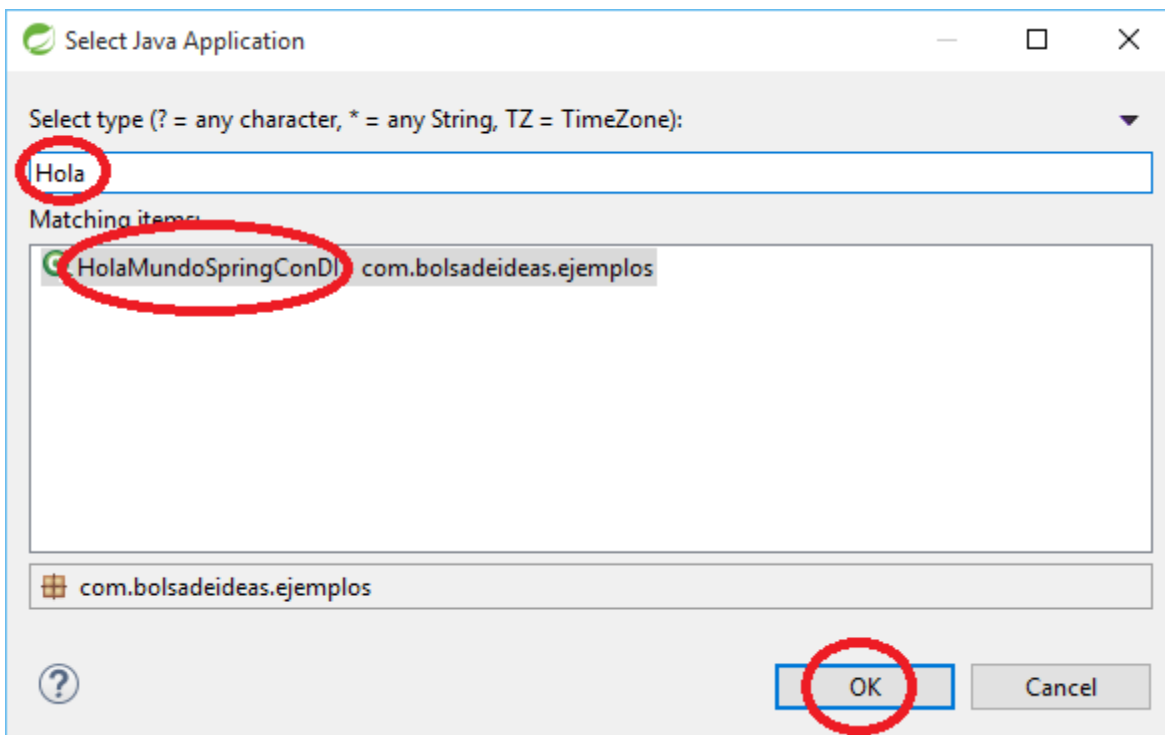 Select Java Application
Select type (? = any character, * = any String, TZ = TimeZone):
Hola
Matching items:
HolaMundoSpringConDI com.bolsadeideas.ejemplos
com.bolsadeideas.ejemplos
OK Cancel